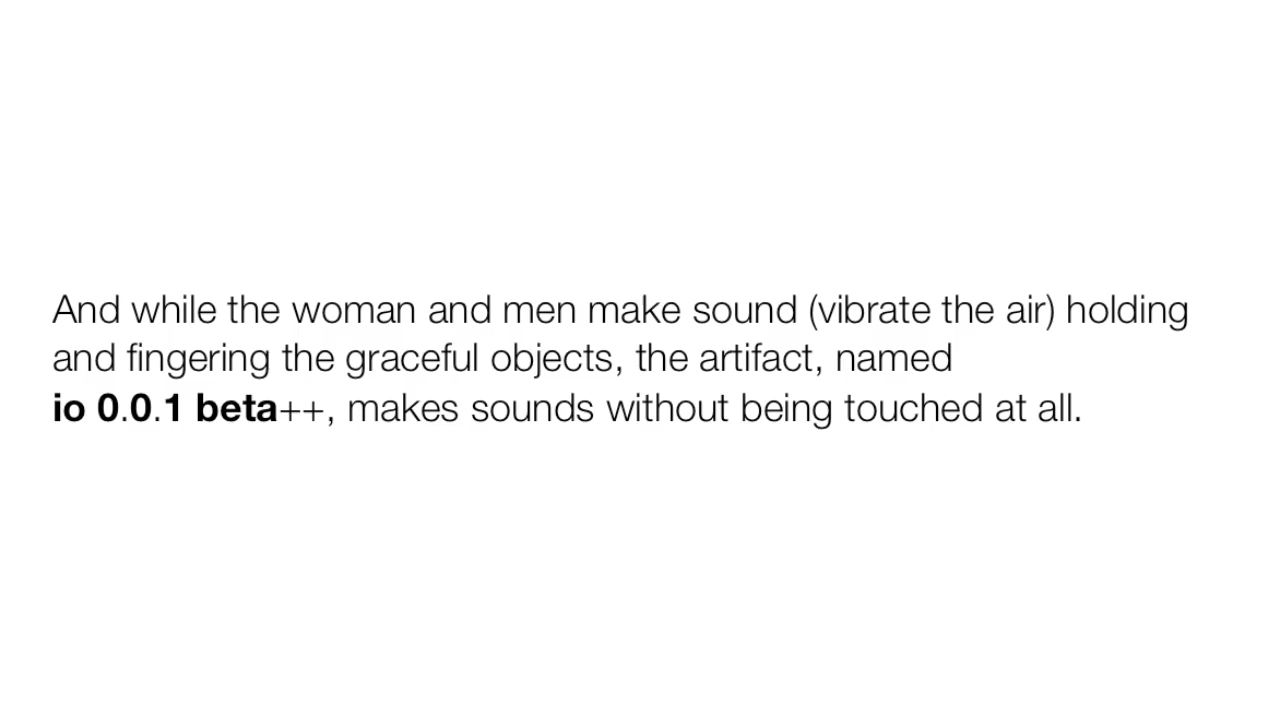 And while the woman and men make sound (vibrate the air) holding
and fingering the graceful objects, the artifact, named
io 0.0.1 beta++, makes sounds without being touched at all.